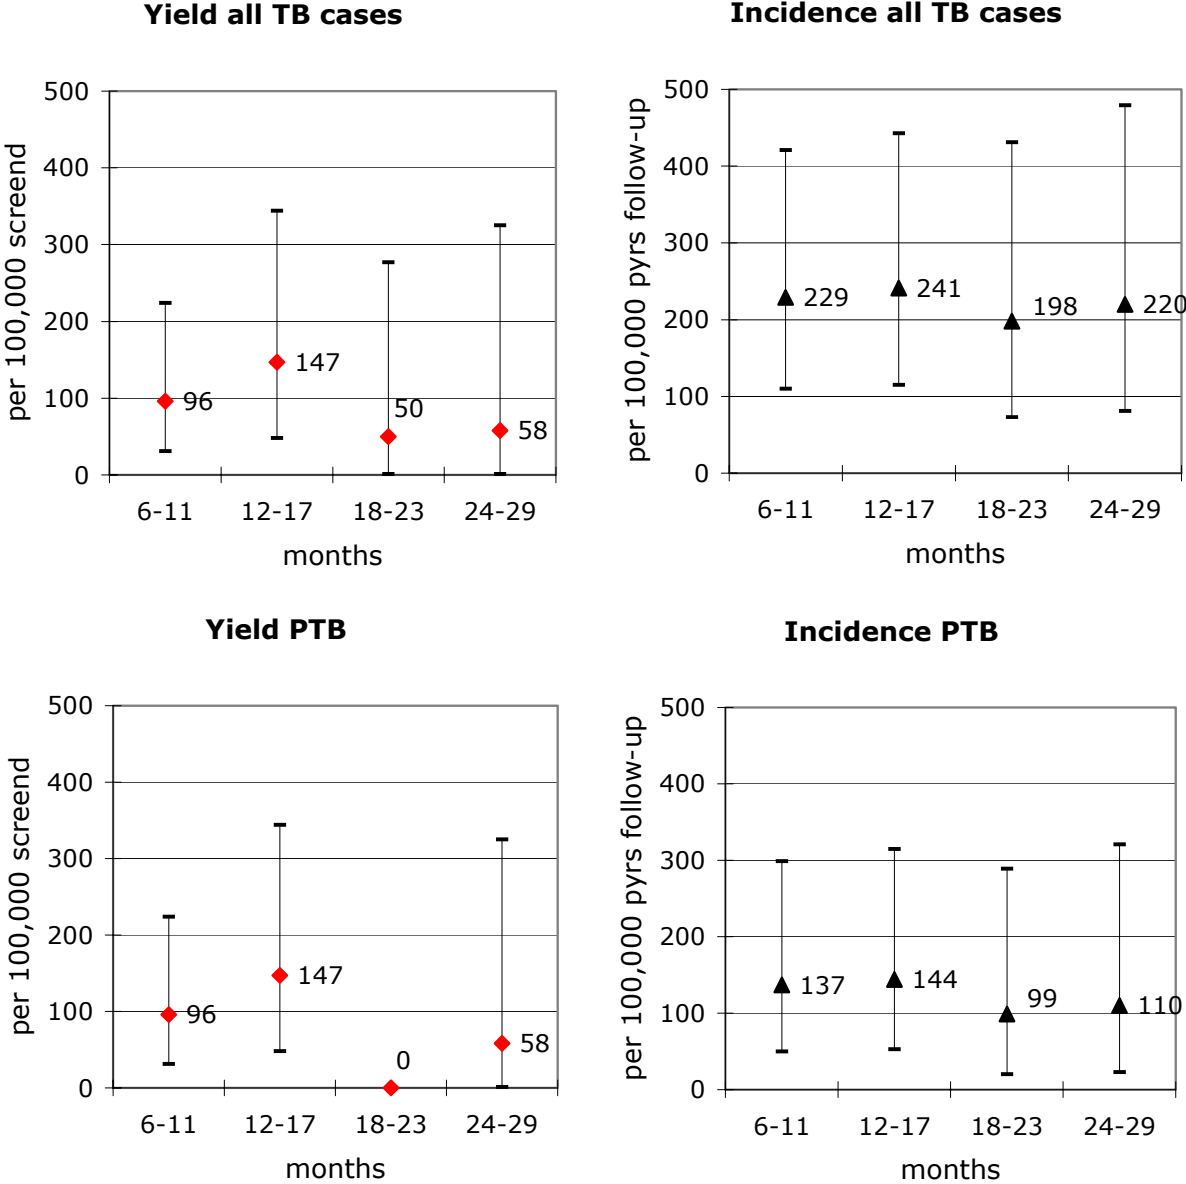 Yield all TB cases
per 100,000 screend
500
400
300
200
100
0
96
147
50
58
6-11 12-17 18-23 24-29
months
Incidence all TB cases
per 100,000 pyrs follow-up
500
400
300
200
100
0
229
241
198
220
6-11 12-17 18-23 24-29
months
Yield PTB
per 100,000 screend
500
400
300
200
100
0
96
147
0
58
6-11 12-17 18-23 24-29
months
Incidence PTB
per 100,000 pyrs follow-up
500
400
300
200
100
0
137
144
99
110
6-11 12-17 18-23 24-29
months